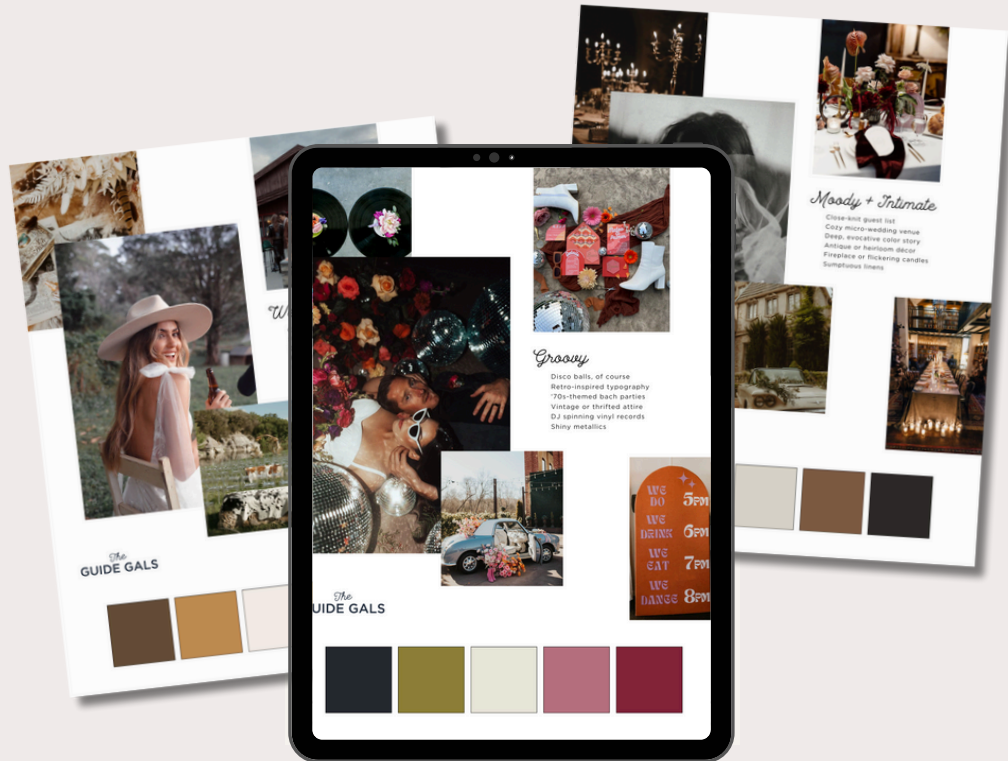 The
GUIDE GALS
Groovy
Disco balls, of course
Retro-inspired typography
'70s-themed bach parties
Vintage or thrifted attire
DJ spinning vinyl records
Shiny metallics
WE DO 5PM
WE DRINK 6PM
WE EAT 7PM
WE DANCE 8PM
The
UIDE GALS
Moody + Intimate
Close-knit guest list
Cozy micro-wedding venue
Deep, evocative color story
Antique or heirloom décor
Fireplace or flickering candles
Sumptuous linens